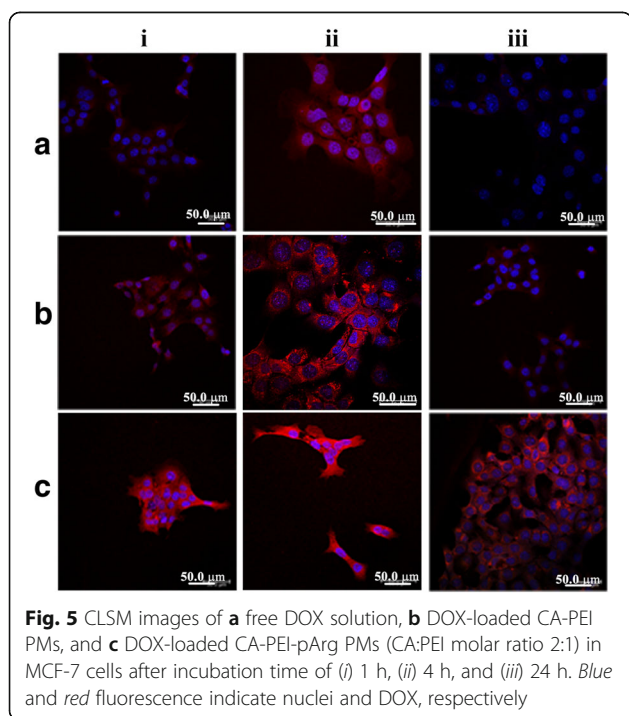 i ii iii
a
50.0 µm 50.0 µm 50.0 µm
b
50.0 µm 50.0 µm 50.0 µm
c
50.0 µm 50.0 µm 50.0 µm
Fig. 5 CLSM images of a free DOX solution, b DOX-loaded CA-PEI
PMs, and c DOX-loaded CA-PEI-pArg PMs (CA:PEI molar ratio 2:1) in
MCF-7 cells after incubation time of (i) 1 h, (ii) 4 h, and (iii) 24 h. Blue
and red fluorescence indicate nuclei and DOX, respectively